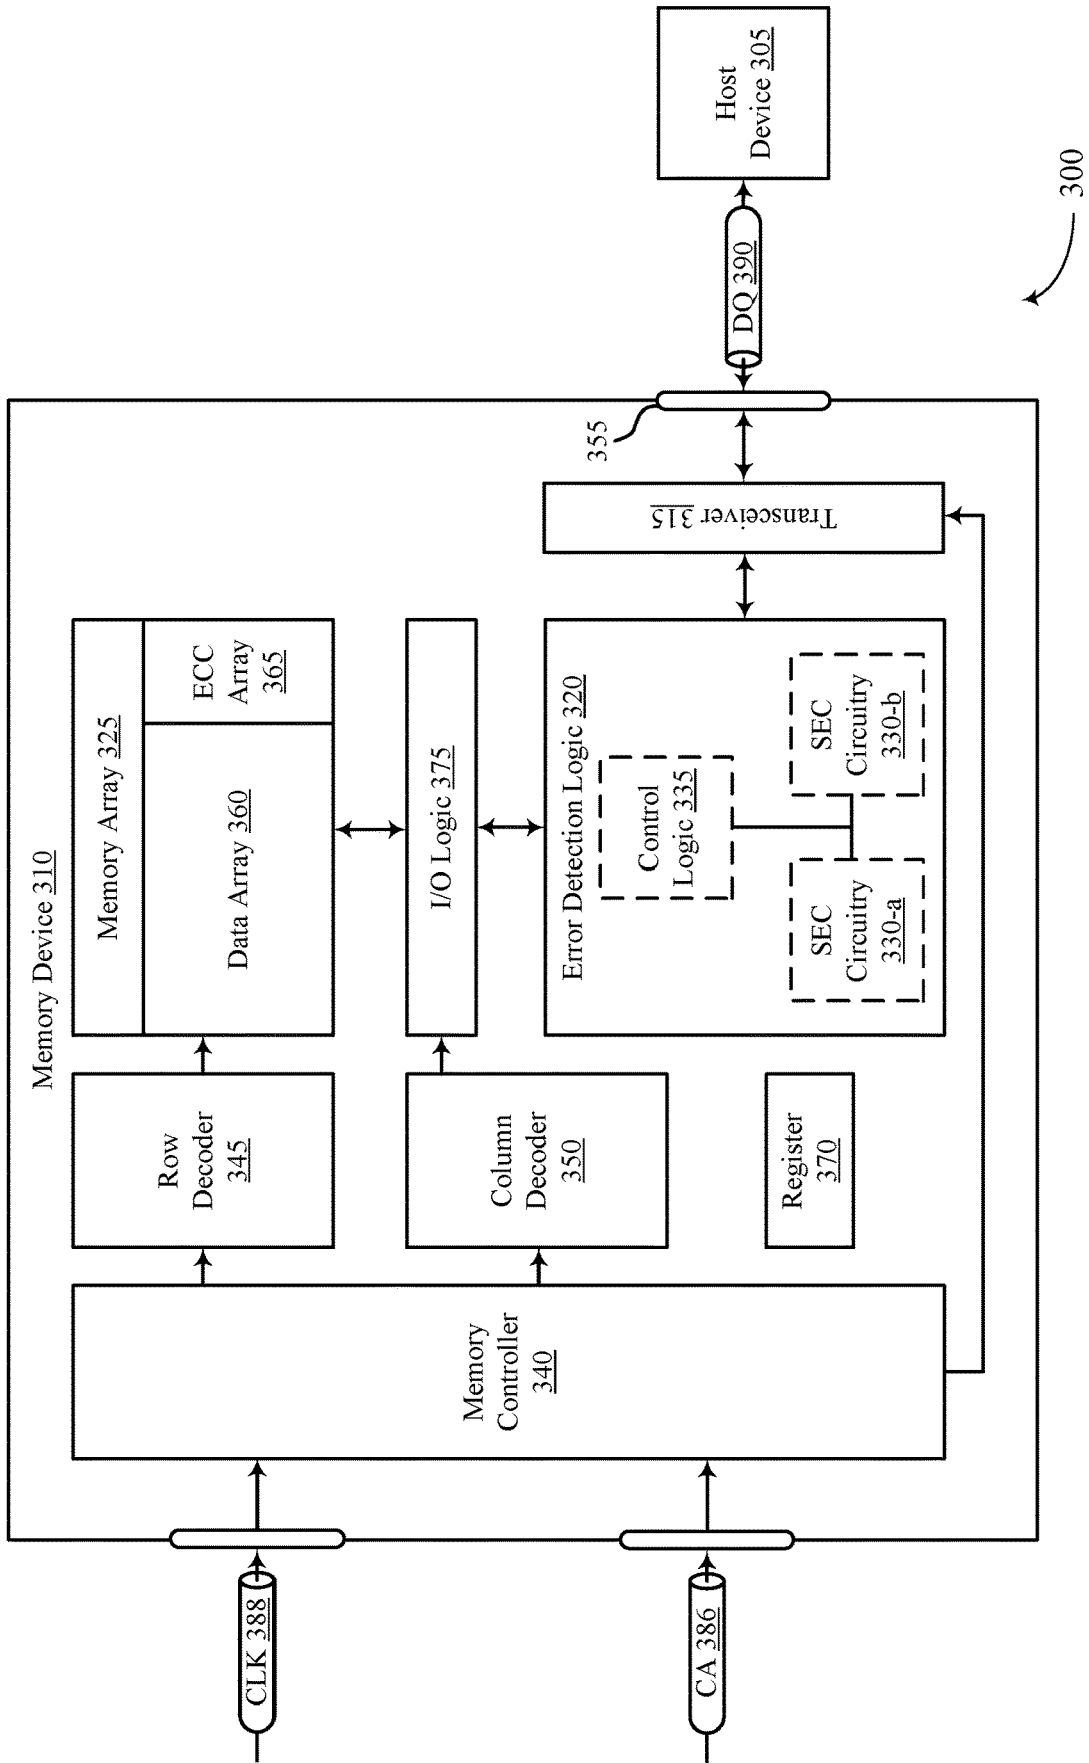 Memory Device 310
CLK 388
CA 386
Memory
Controller
340
Row
Decoder
345
Column
Decoder
350
Register
370
Memory Array 325
Data Array 360
ECC
Array
365
I/O Logic 375
Error Detection Logic 320
Control
Logic 335
SEC
Circuitry
330-a
SEC
Circuitry
330-b
Transceiver 315
355
DQ 390
Host
Device 305
300